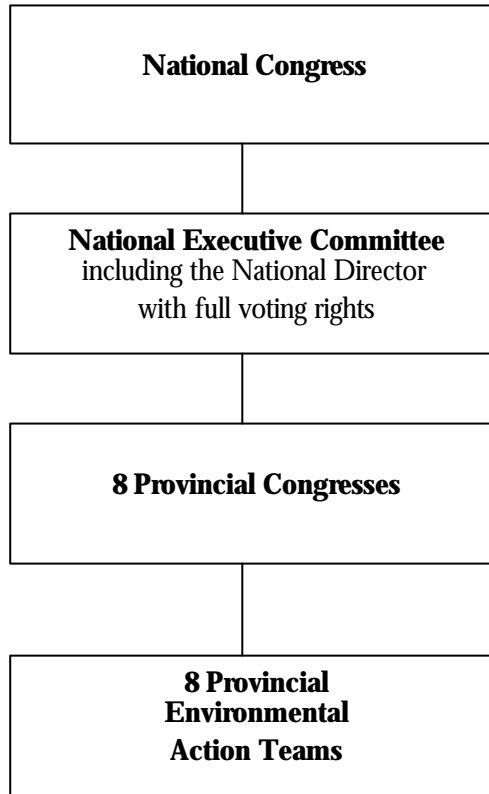 National Congress
National Executive Committee
including the National Director
with full voting rights
8 Provincial Congresses
8 Provincial
Environmental
Action Teams